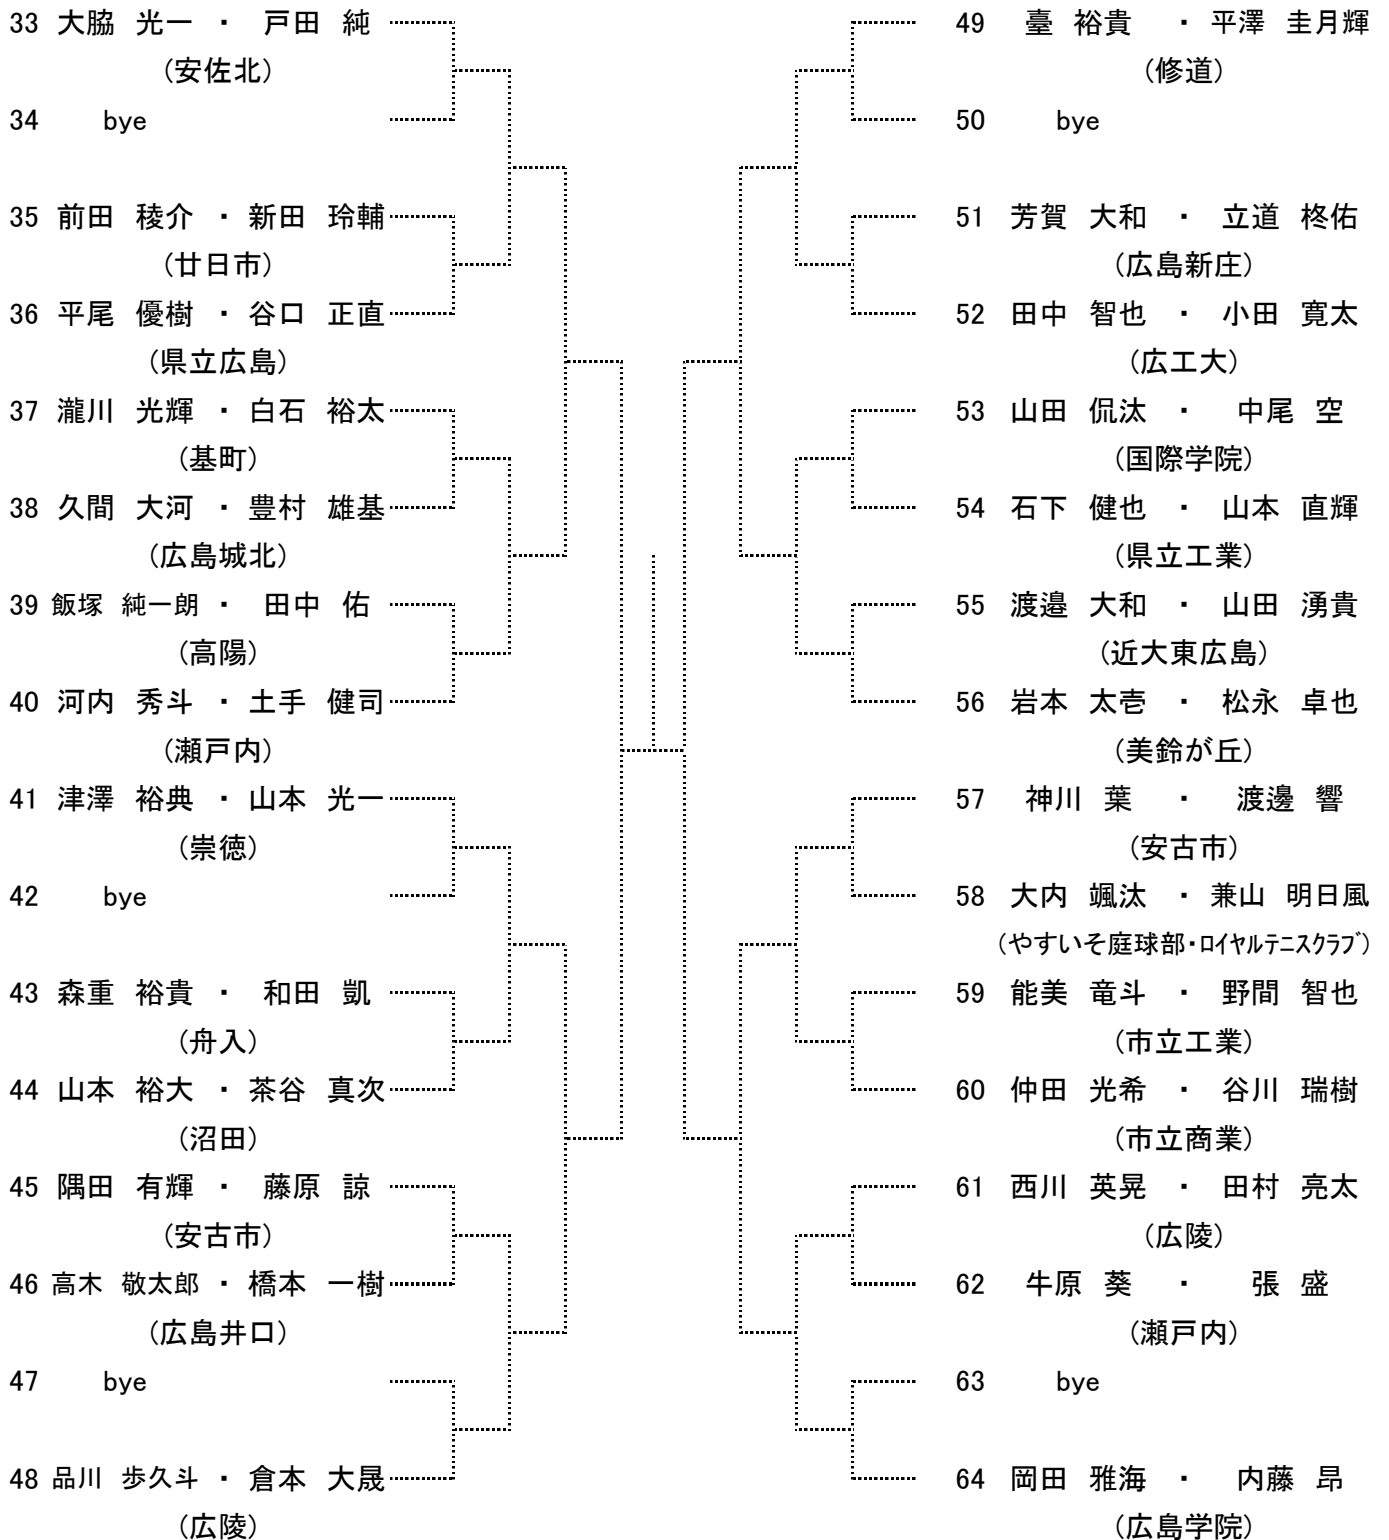 33 大脇 光一 ・ 戸田 純
(安佐北)
34 bye
35 前田 稜介 ・ 新田 玲輔
(廿日市)
36 平尾 優樹 ・ 谷口 正直
(県立広島)
37 瀧川 光輝 ・ 白石 裕太
(基町)
38 久間 大河 ・ 豊村 雄基
(広島城北)
39 飯塚 純一朗 ・ 田中 佑
(高陽)
40 河内 秀斗 ・ 土手 健司
(瀬戸内)
41 津澤 裕典 ・ 山本 光一
(崇徳)
42 bye
43 森重 裕貴 ・ 和田 凱
(舟入)
44 山本 裕大 ・ 茶谷 真次
(沼田)
45 隅田 有輝 ・ 藤原 諒
(安古市)
46 高木 敬太郎 ・ 橋本 一樹
(広島井口)
47 bye
48 品川 歩久斗 ・ 倉本 大晟
(広陵)
49 臺 裕貴 ・ 平澤 圭月輝
(修道)
50 bye
51 芳賀 大和 ・ 立道 柊佑
(広島新庄)
52 田中 智也 ・ 小田 寛太
(広工大)
53 山田 侃汰 ・ 中尾 空
(国際学院)
54 石下 健也 ・ 山本 直輝
(県立工業)
55 渡邉 大和 ・ 山田 湧貴
(近大東広島)
56 岩本 太壱 ・ 松永 卓也
(美鈴が丘)
57 神川 葉 ・ 渡邊 響
(安古市)
58 大内 颯汰 ・ 兼山 明日風
(やすいそ庭球部・ロイヤルテニスクラブ)
59 能美 竜斗 ・ 野間 智也
(市立工業)
60 仲田 光希 ・ 谷川 瑞樹
(市立商業)
61 西川 英晃 ・ 田村 亮太
(広陵)
62 牛原 葵 ・ 張 盛
(瀬戸内)
63 bye
64 岡田 雅海 ・ 内藤 昂
(広島学院)